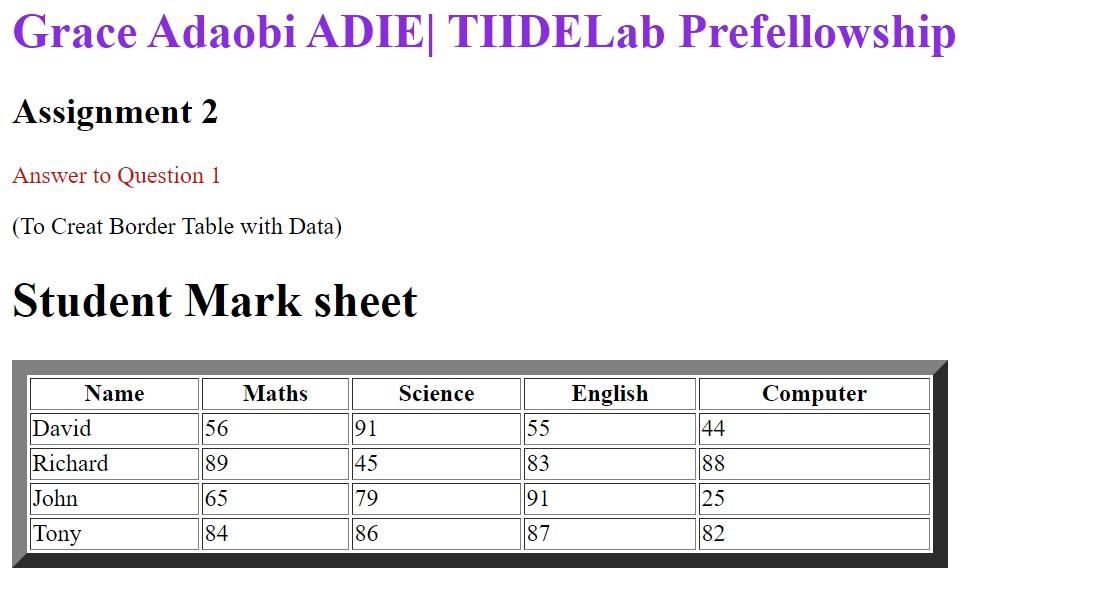 Grace Adaobi ADIE| TIIDELab Prefellowship
Assignment 2
Answer to Question 1
(To Creat Border Table with Data)
Student Mark sheet
Name Maths Science English Computer
David 56 91 55 44
Richard 89 45 83 88
John 65 79 91 25
Tony 84 86 87 82